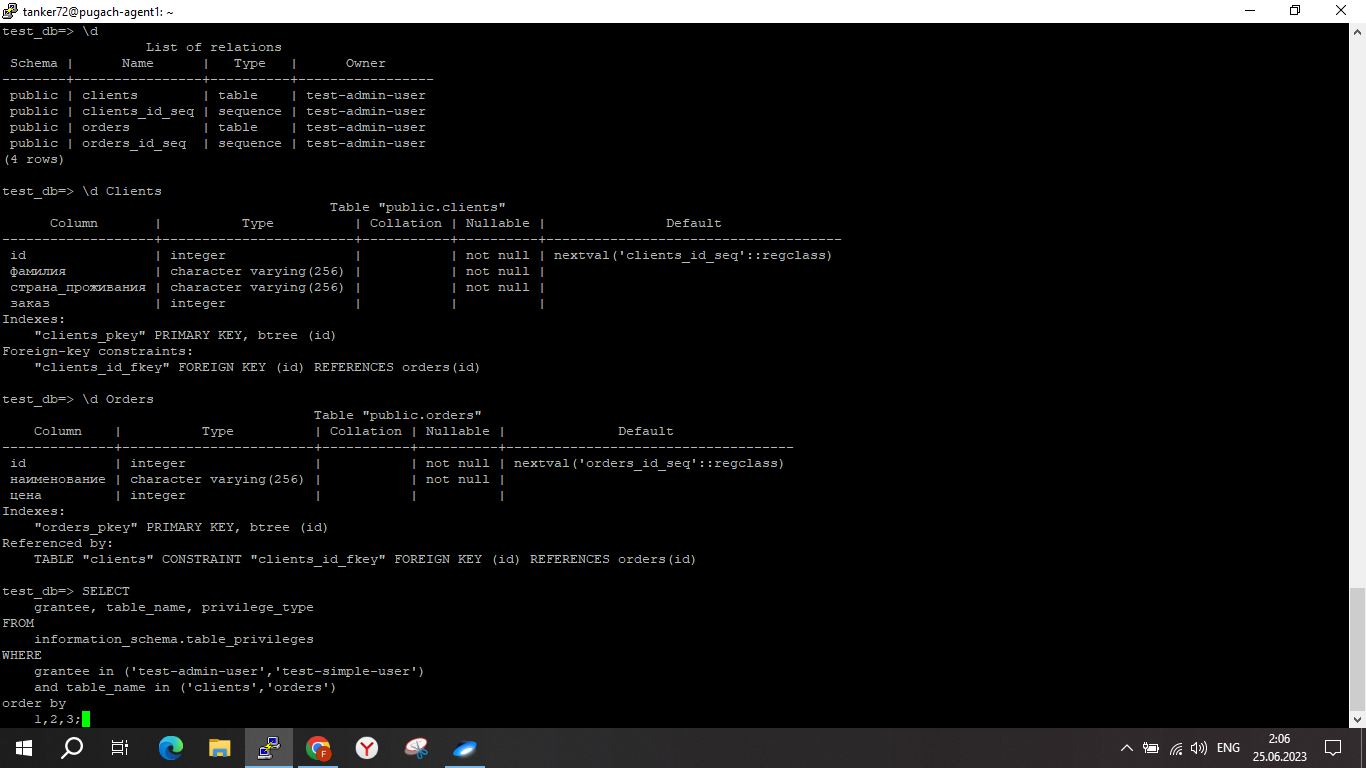 tanker72@pugach-agent1: ~
test_db=> \d
List of relations
 Schema |      Name      |   Type   |      Owner
--------+----------------+----------+-----------------
 public | clients        | table    | test-admin-user
 public | clients_id_seq | sequence | test-admin-user
 public | orders         | table    | test-admin-user
 public | orders_id_seq  | sequence | test-admin-user
(4 rows)
test_db=> \d Clients
Table "public.clients"
      Column       |          Type          | Collation | Nullable |               Default
-------------------+------------------------+-----------+----------+-------------------------------------
 id                | integer                |           | not null | nextval('clients_id_seq'::regclass)
 фамилия           | character varying(256) |           | not null |
 страна_проживания | character varying(256) |           | not null |
 заказ             | integer                |           |          |
Indexes:
    "clients_pkey" PRIMARY KEY, btree (id)
Foreign-key constraints:
    "clients_id_fkey" FOREIGN KEY (id) REFERENCES orders(id)
test_db=> \d Orders
Table "public.orders"
    Column    |          Type          | Collation | Nullable |              Default
--------------+------------------------+-----------+----------+------------------------------------
 id           | integer                |           | not null | nextval('orders_id_seq'::regclass)
 наименование | character varying(256) |           | not null |
 цена         | integer                |           |          |
Indexes:
    "orders_pkey" PRIMARY KEY, btree (id)
Referenced by:
    TABLE "clients" CONSTRAINT "clients_id_fkey" FOREIGN KEY (id) REFERENCES orders(id)
test_db=> SELECT
    grantee, table_name, privilege_type
FROM
    information_schema.table_privileges
WHERE
    grantee in ('test-admin-user','test-simple-user')
    and table_name in ('clients','orders')
order by
    1,2,3;
ENG
2:06
25.06.2023